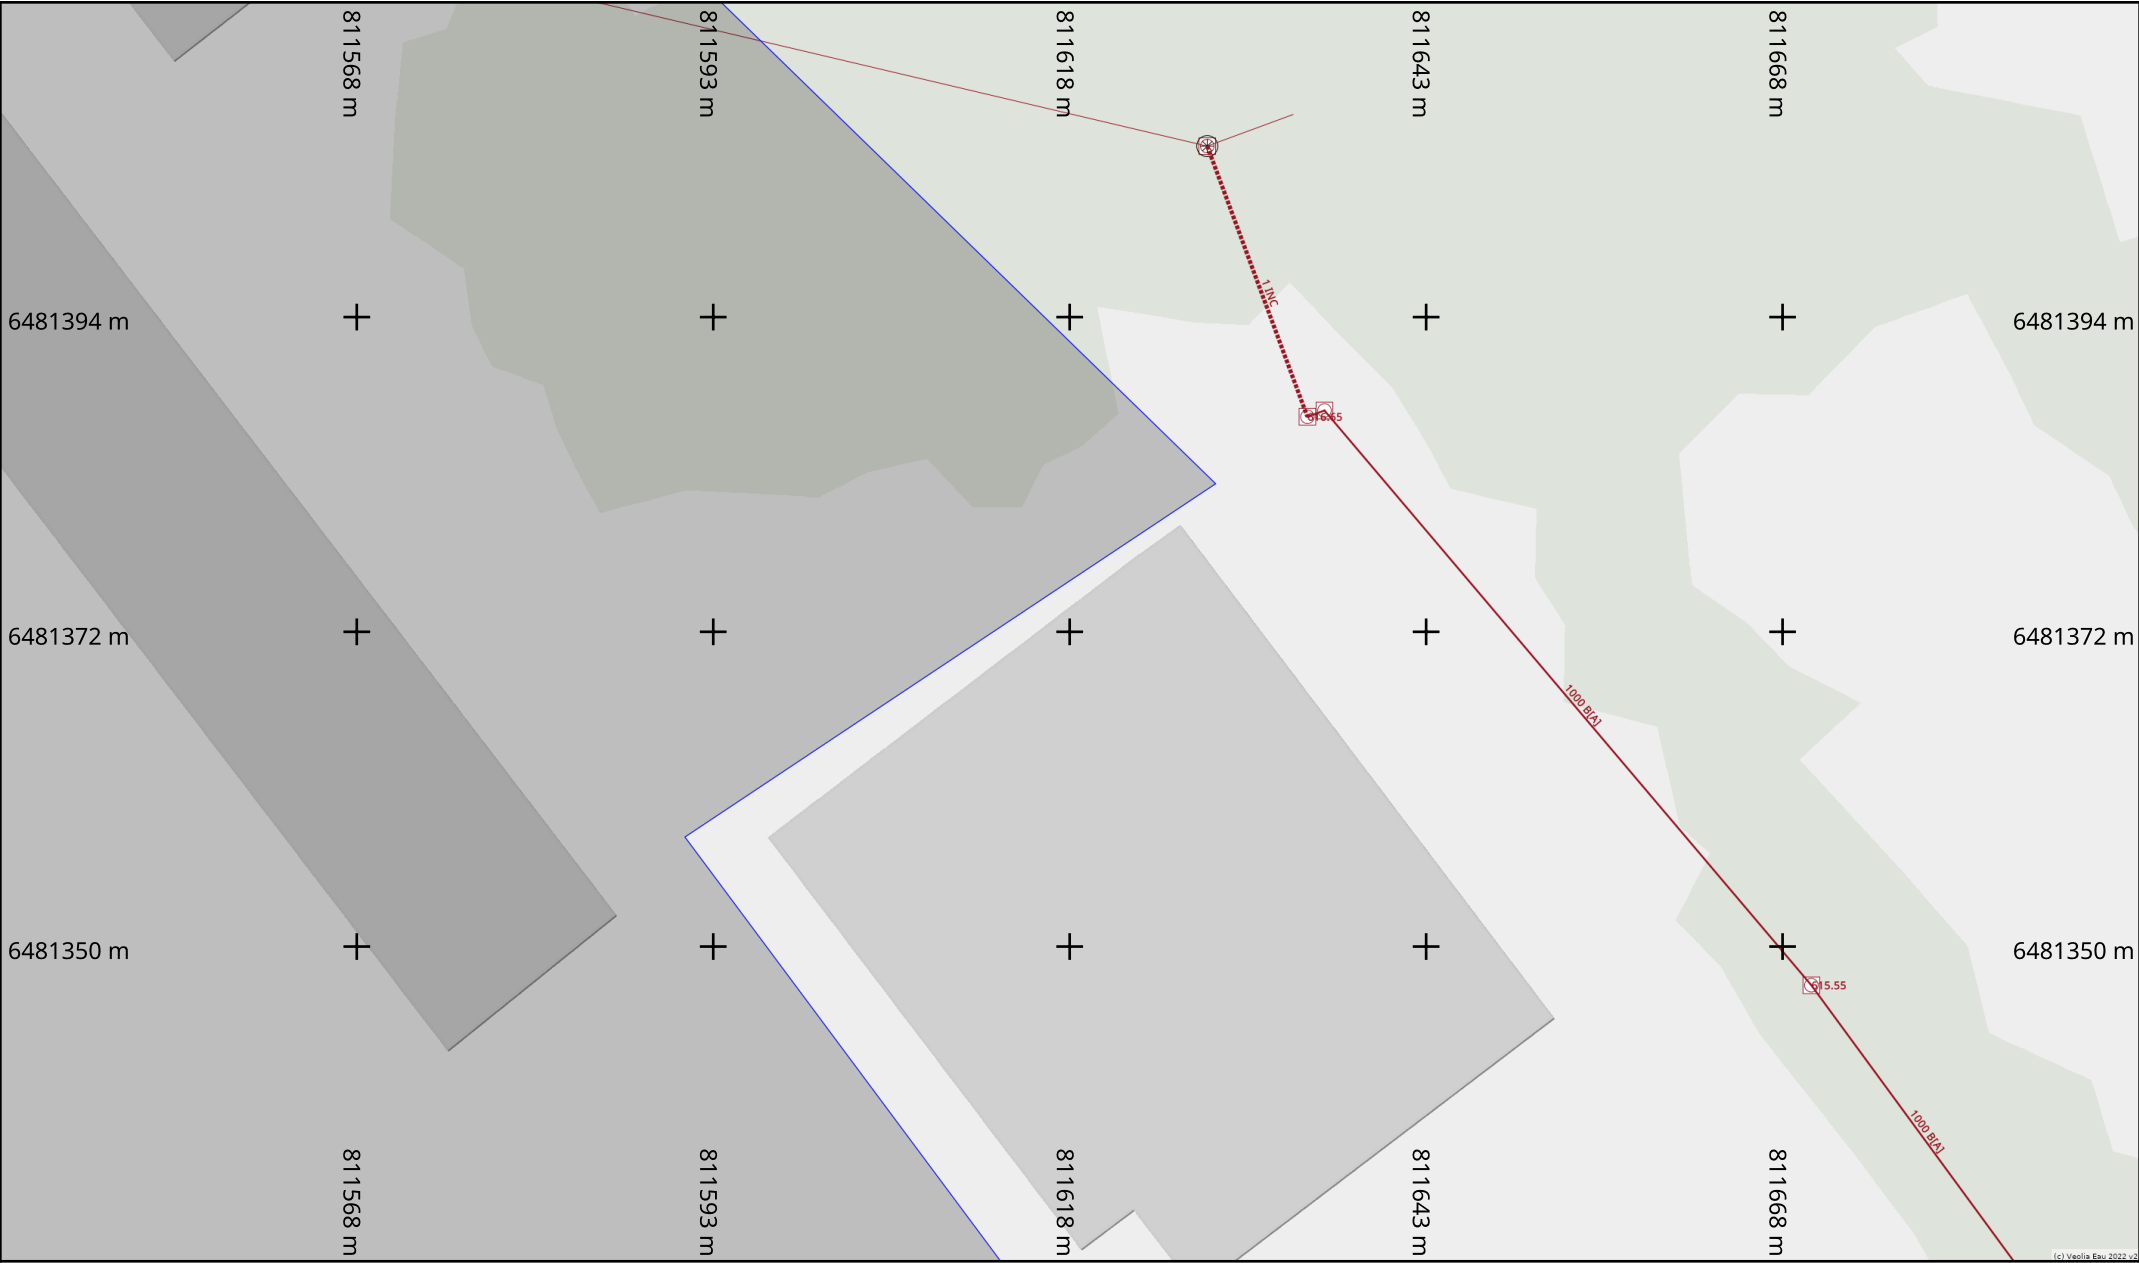 811568 m
811593 m
811618 m
811643 m
811668 m
1 INC
6481394 m
6481394 m
6481372 m
6481372 m
1000 B[A]
6481350 m
6481350 m
615.55
1000 B[A]
811568 m
811593 m
811618 m
811643 m
811668 m
(c) Veolia Eau 2022 v2